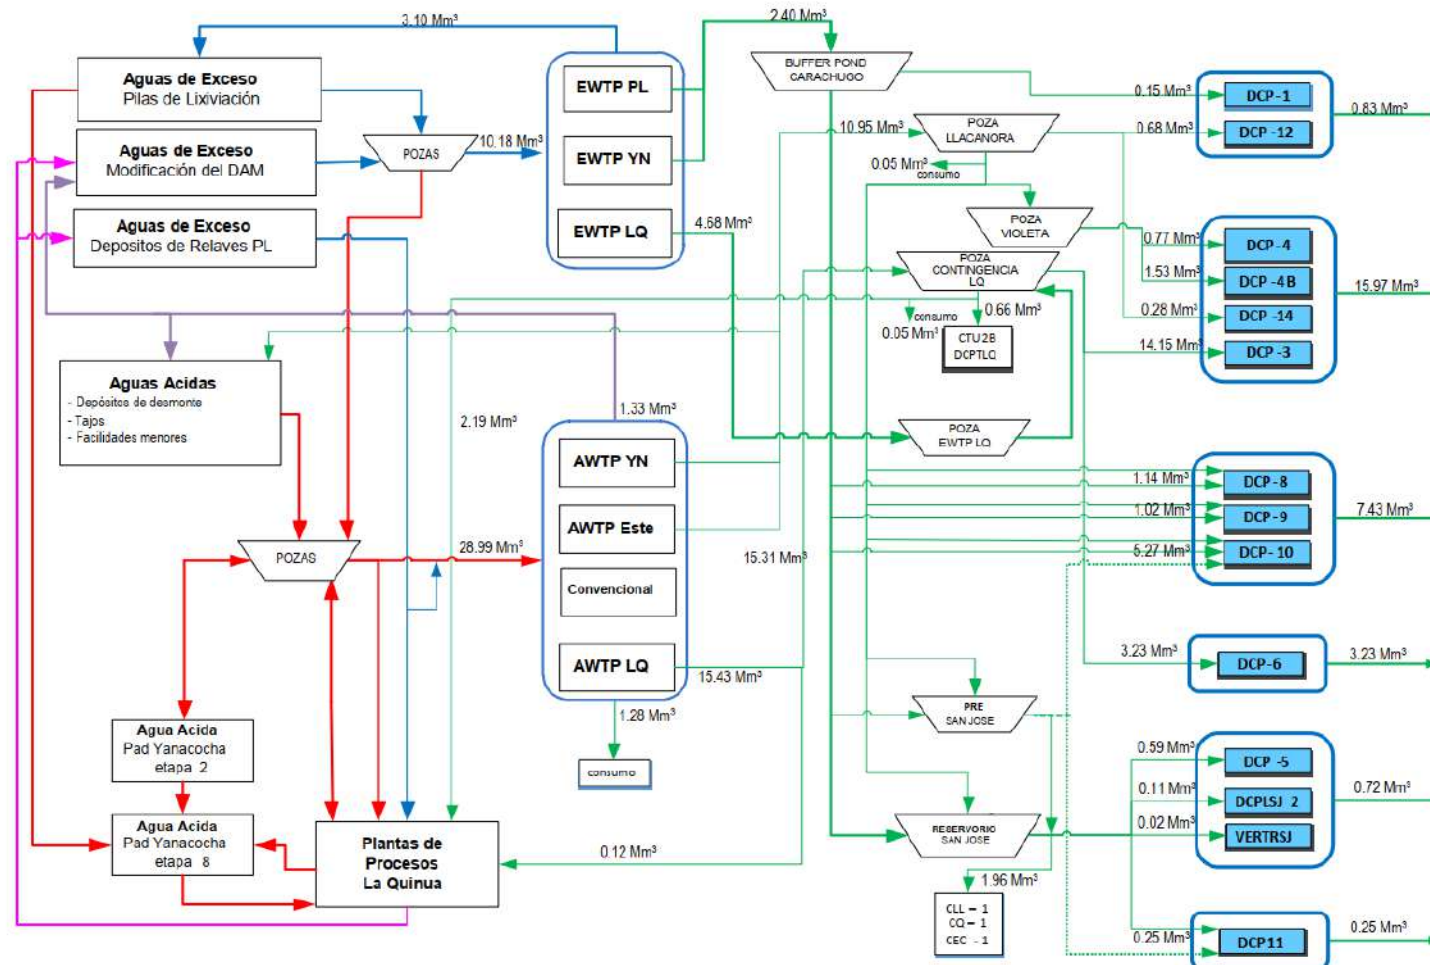 3.10 Mm³
2.40 Mm³
Aguas de Exceso
Pilas de Lixiviación
Aguas de Exceso
Modificación del DAM
Aguas de Exceso
Depositos de Relaves PL
POZAS
10.18 Mm³
EWTP PL
EWTP YN
EWTP LQ
4.68 Mm³
BUFFER POND
CARACHUGO
10.95 Mm³
POZA
LLACANORA
0.05 Mm³
consumo
POZA
VIOLETA
POZA
CONTINGENCIA
LQ
consumo
0.05 Mm³
0.66 Mm³
CTU2B
DCPTLQ
POZA
EWTP LQ
0.15 Mm³
DCP-1
0.68 Mm³
DCP -12
0.83 Mm³
0.77 Mm³
DCP -4
1.53 Mm³
DCP -4B
0.28 Mm³
DCP -14
14.15 Mm³
DCP -3
15.97 Mm³
Aguas Acidas
- Depósitos de desmonte
- Tajos
- Facilidades menores
2.19 Mm³
1.33 Mm³
AWTP YN
AWTP Este
Convencional
AWTP LQ
POZAS
28.99 Mm³
15.31 Mm³
15.43 Mm³
1.28 Mm³
consumo
1.14 Mm³
DCP -8
1.02 Mm³
DCP -9
5.27 Mm³
DCP- 10
7.43 Mm³
3.23 Mm³
DCP-6
3.23 Mm³
PRE
SAN JOSE
Agua Acida
Pad Yanacocha
etapa 2
Agua Acida
Pad Yanacocha
etapa 8
Plantas de
Procesos
La Quinua
0.12 Mm³
RESERVORIO
SAN JOSE
1.96 Mm³
CLL – 1
CQ – 1
CEC - 1
0.59 Mm³
DCP -5
0.11 Mm³
DCPLSJ 2
0.02 Mm³
VERTRSJ
0.72 Mm³
0.25 Mm³
DCP11
0.25 Mm³